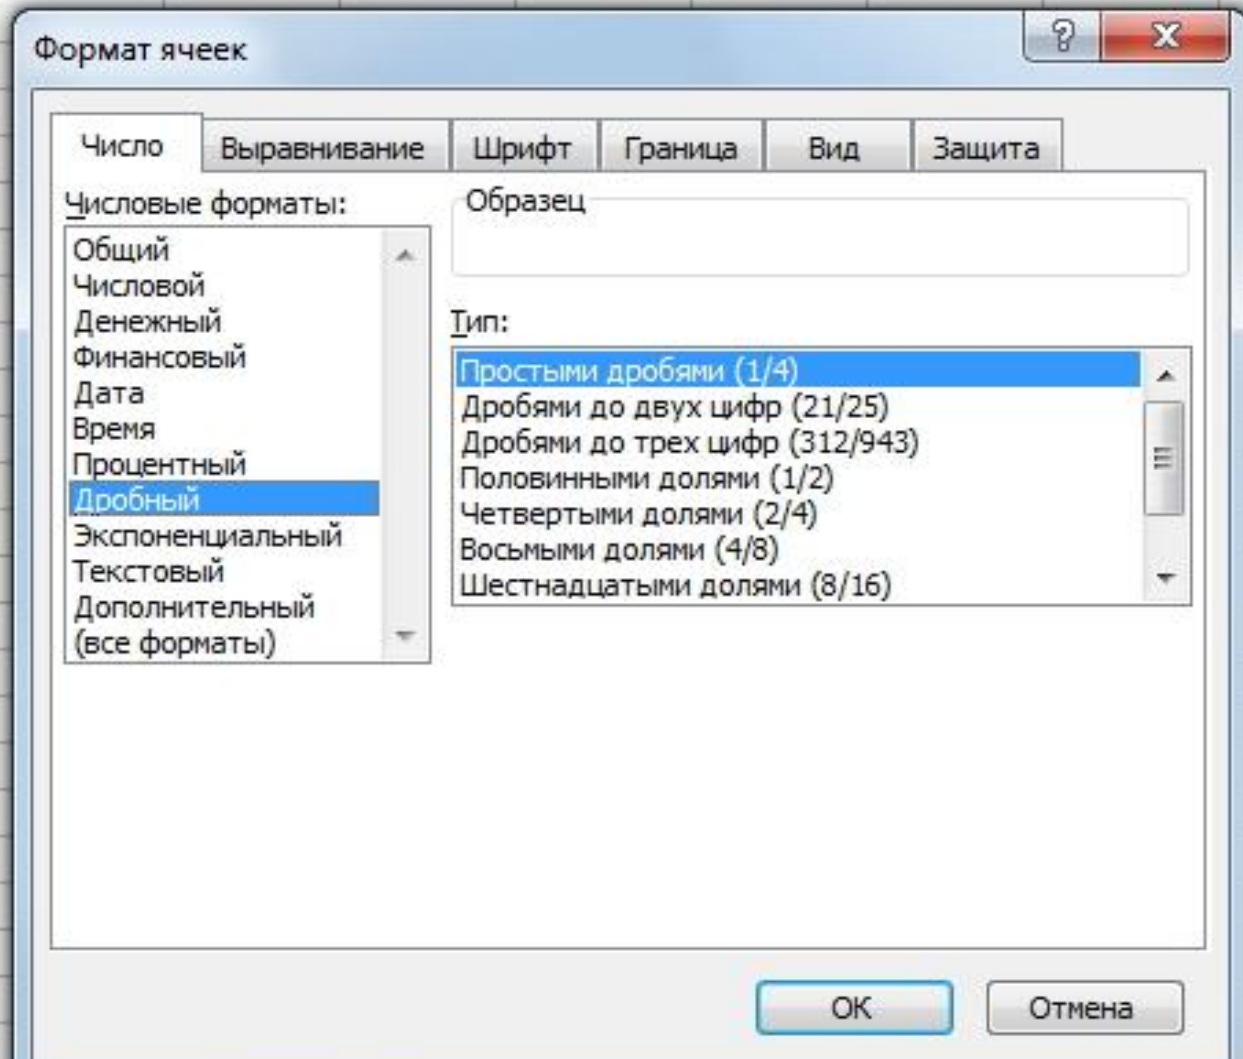 Формат ячеек
?
Число
Выравнивание
Шрифт
Граница
Вид
Защита
Числовые форматы:
Общий
Числовой
Денежный
Финансовый
Дата
Время
Процентный
Дробный
Экспоненциальный
Текстовый
Дополнительный
(все форматы)
Образец
Тип:
Простыми дробями (1/4)
Дробями до двух цифр (21/25)
Дробями до трех цифр (312/943)
Половинными долями (1/2)
Четвертыми долями (2/4)
Восьмыми долями (4/8)
Шестнадцатыми долями (8/16)
ОК
Отмена